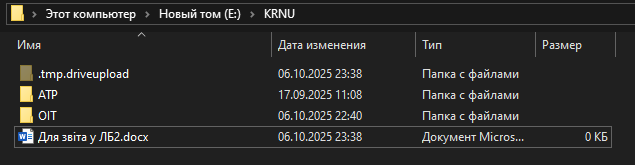 Этот компьютер > Новый том (E:) > KRNU
Имя Дата изменения Тип Размер
.tmp.driveupload 06.10.2025 23:38 Папка с файлами
ATP 17.09.2025 11:08 Папка с файлами
OIT 06.10.2025 22:40 Папка с файлами
Для звіта у ЛБ2.docx 06.10.2025 23:38 Документ Micros... 0 КБ